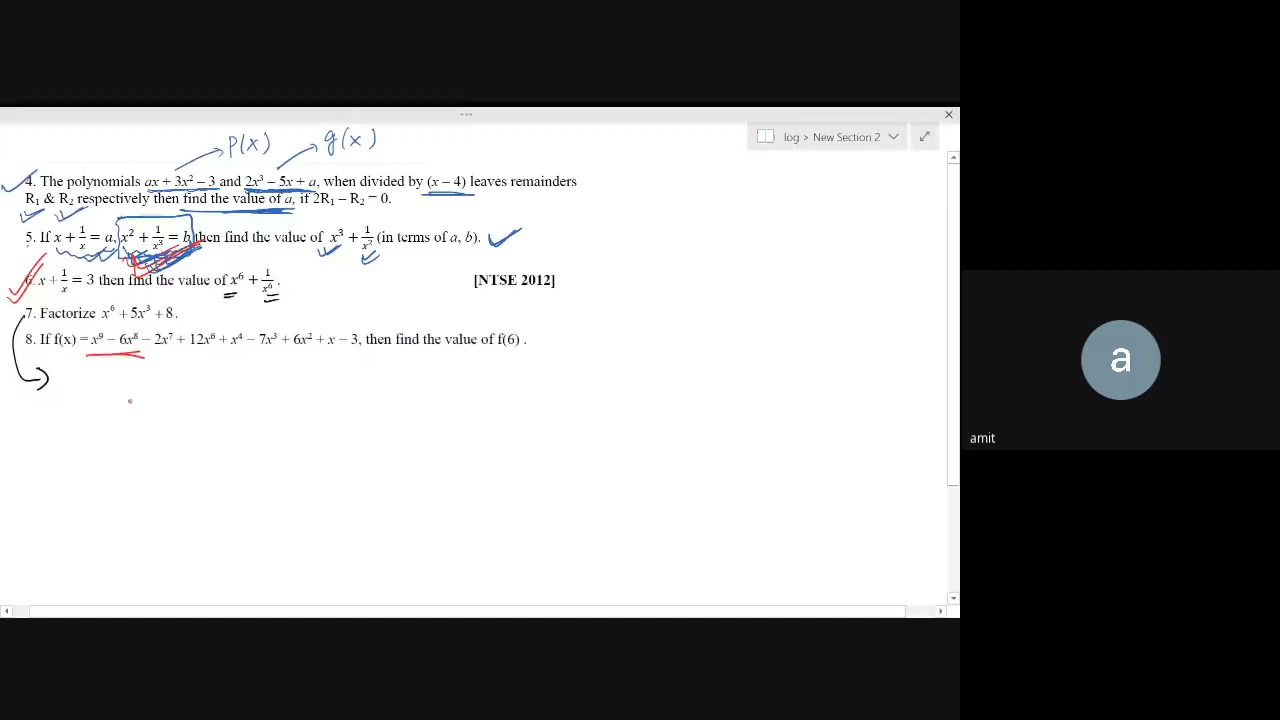 P(x) g(x)
log > New Section 2
4. The polynomials ax + 3x² – 3 and 2x³ – 5x + a, when divided by (x – 4) leaves remainders
R₁ & R₂ respectively then find the value of a, if 2R₁ – R₂ = 0.
5. If x + 1/x = a, x² + 1/x³ = b then find the value of x³ + 1/x² (in terms of a, b).
6. x + 1/x = 3 then find the value of x⁶ + 1/x⁶ . [NTSE 2012]
7. Factorize x⁶ + 5x³ + 8.
8. If f(x) = x⁹ – 6x⁸ – 2x⁷ + 12x⁶ + x⁴ – 7x³ + 6x² + x – 3, then find the value of f(6) .
a
amit